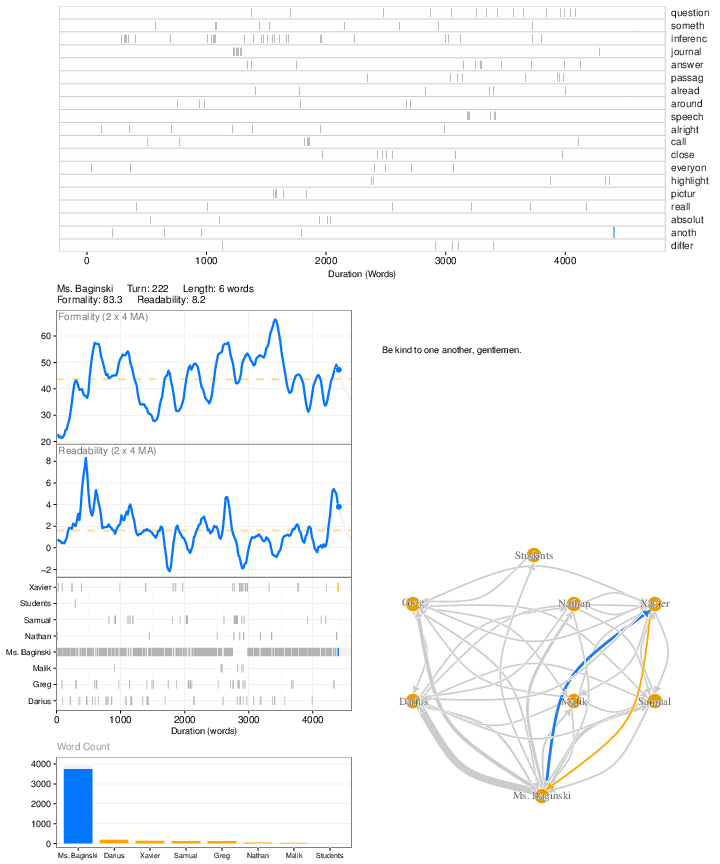 question
someth
inferenc
journal
answer
passag
alread
around
speech
alright
call
close
everyon
highlight
pictur
reall
absolut
anoth
differ
0 1000 2000 3000 4000
Duration (Words)
Ms. Baginski Turn: 222 Length: 6 words
Formality: 83.3 Readability: 8.2
Formality (2 x 4 MA)
60
50
40
30
20
Be kind to one another, gentlemen.
Readability (2 x 4 MA)
8
6
4
2
0
−2
Xavier
Students
Samual
Nathan
Ms. Baginski
Malik
Greg
Darius
0 1000 2000 3000 4000
Duration (words)
Word Count
4000
3000
2000
1000
0
Ms. Baginski Darius Xavier Samual Greg Nathan Malik Students
Students
Greg Nathan Xavier
Darius Malik Samual
Ms. Baginski